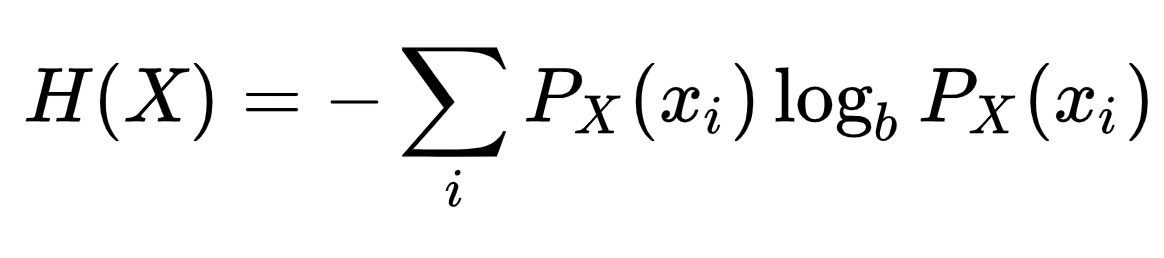 H(X) = −∑_i P_X(x_i) log_b P_X(x_i)